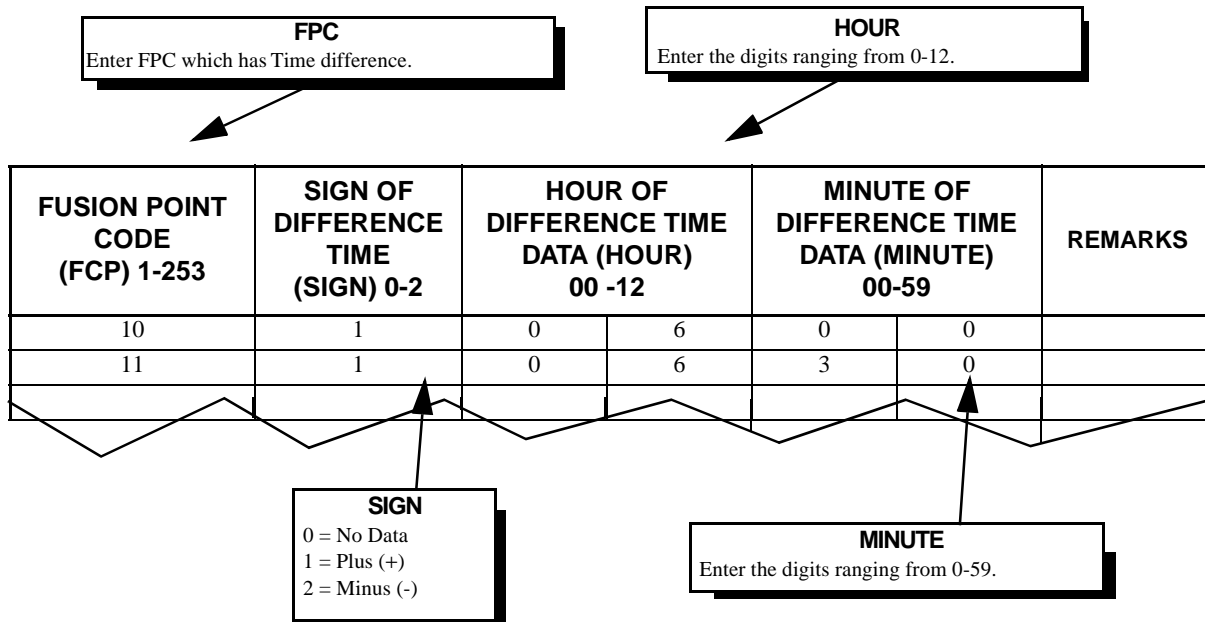 FPC
Enter FPC which has Time difference.
HOUR
Enter the digits ranging from 0-12.
FUSION POINT
CODE
(FCP) 1-253
SIGN OF
DIFFERENCE
TIME
(SIGN) 0-2
HOUR OF
DIFFERENCE TIME
DATA (HOUR)
00 -12
MINUTE OF
DIFFERENCE TIME
DATA (MINUTE)
00-59
REMARKS
10 1 0 6 0 0
11 1 0 6 3 0
SIGN
0 = No Data
1 = Plus (+)
2 = Minus (-)
MINUTE
Enter the digits ranging from 0-59.